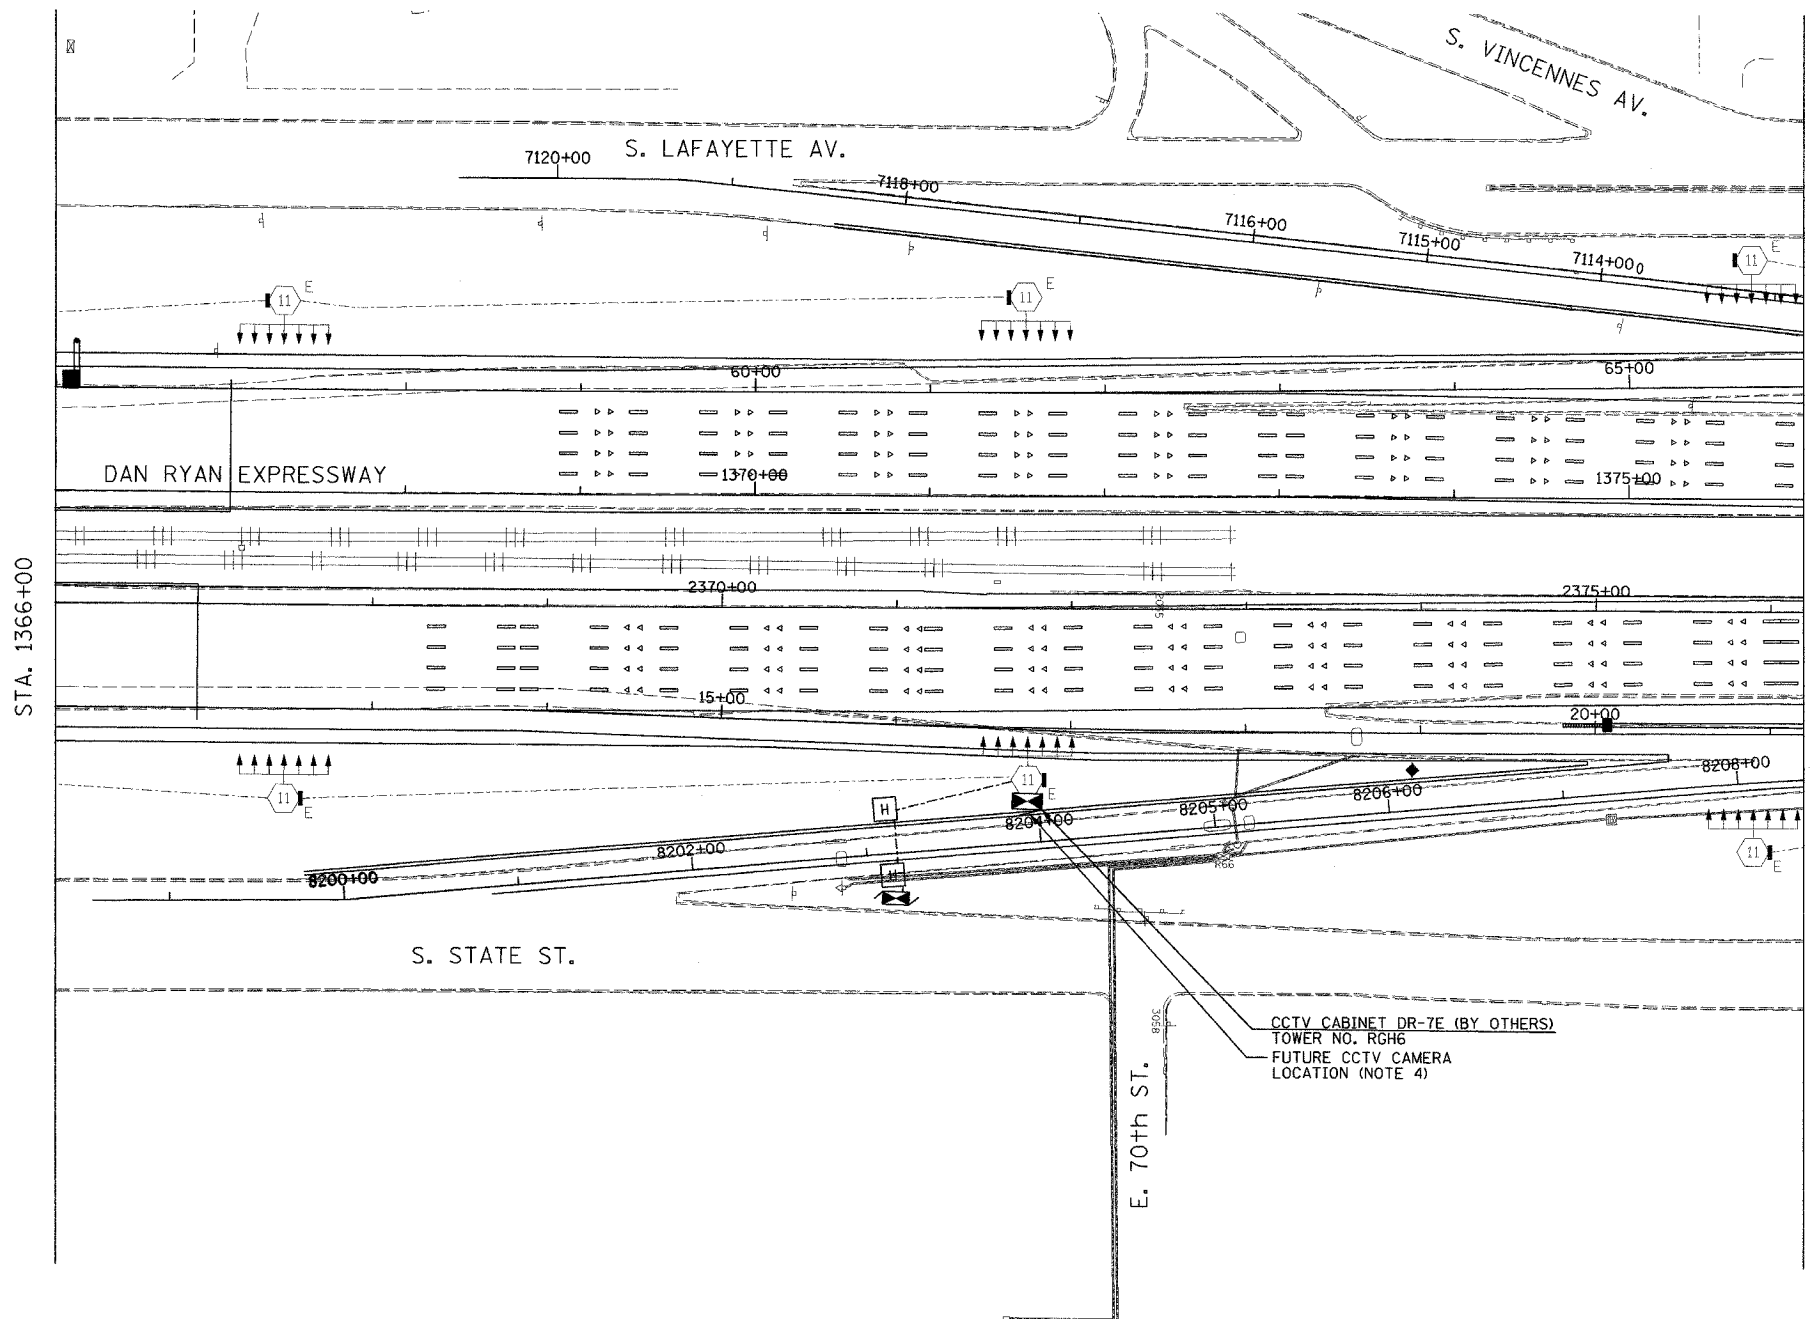 S. VINCENNES AV.
S. LAFAYETTE AV.
7120+00
7118+00
7116+00
7115+00
7114+00
11 E
11 E
11 E
60+00
65+00
DAN RYAN EXPRESSWAY
1370+00
1375+00
STA. 1366+00
2370+00
2375+00
15+00
20+00
11 E
11 E
11 E
H
H
8200+00
8202+00
8204+00
8205+00
8206+00
8208+00
S. STATE ST.
3058
E. 70th ST.
CCTV CABINET DR-7E (BY OTHERS)
TOWER NO. RGH6
FUTURE CCTV CAMERA
LOCATION (NOTE 4)